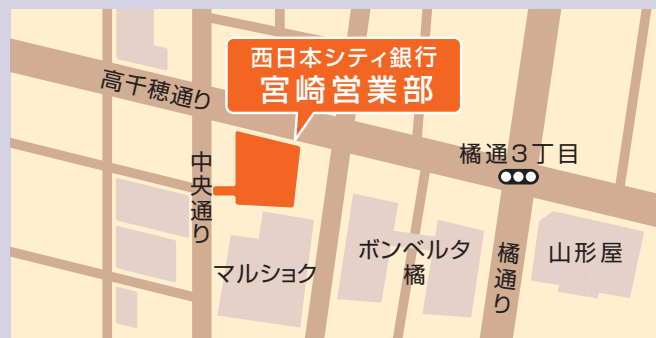 西日本シティ銀行
宮崎営業部
高千穂通り
橘通3丁目
中央通り
ボンベルタ
橘
橘通り
山形屋
マルショク